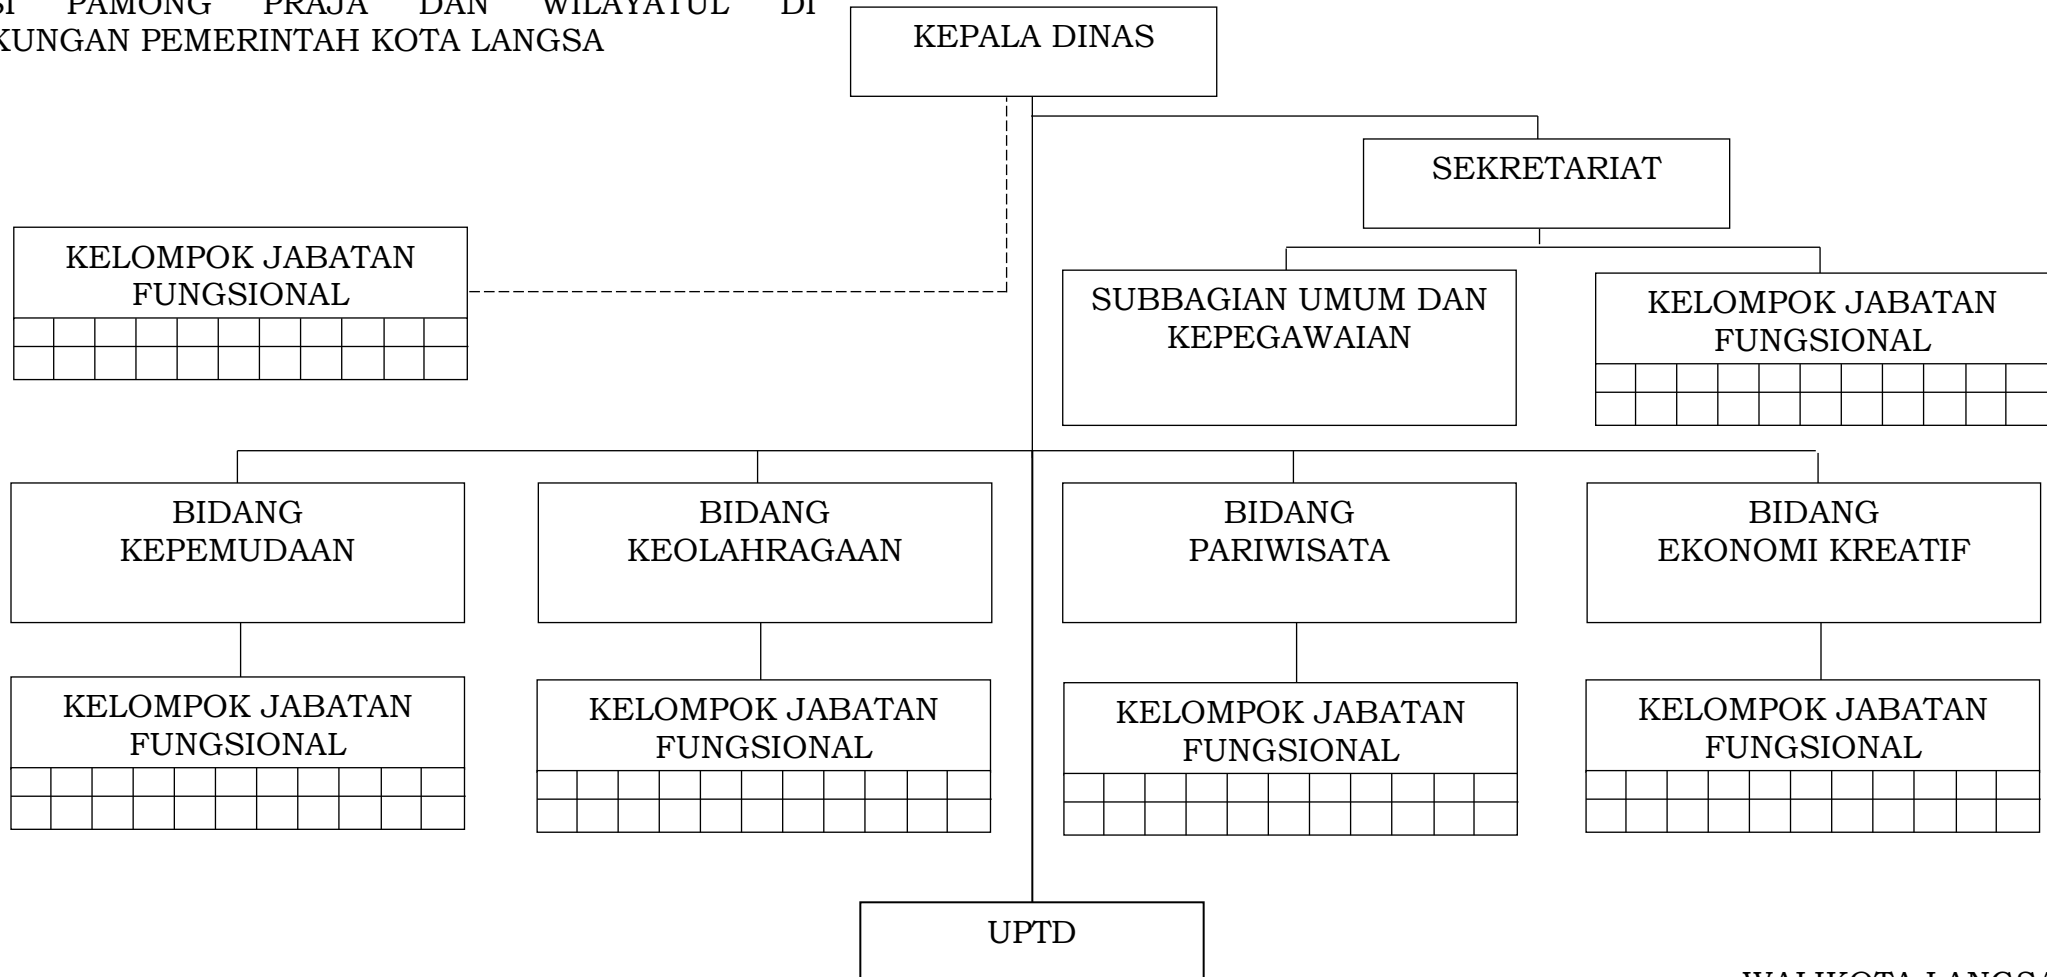 PAMONG PRAJA DAN WILAYATUL DI
PEMERINTAH KOTA LANGSA
KEPALA DINAS
SEKRETARIAT
KELOMPOK JABATAN
FUNGSIONAL
SUBBAGIAN UMUM DAN
KEPEGAWAIAN
KELOMPOK JABATAN
FUNGSIONAL
BIDANG
KEPEMUDAAN
BIDANG
KEOLAHRAGAAN
BIDANG
PARIWISATA
BIDANG
EKONOMI KREATIF
KELOMPOK JABATAN
FUNGSIONAL
KELOMPOK JABATAN
FUNGSIONAL
KELOMPOK JABATAN
FUNGSIONAL
KELOMPOK JABATAN
FUNGSIONAL
UPTD